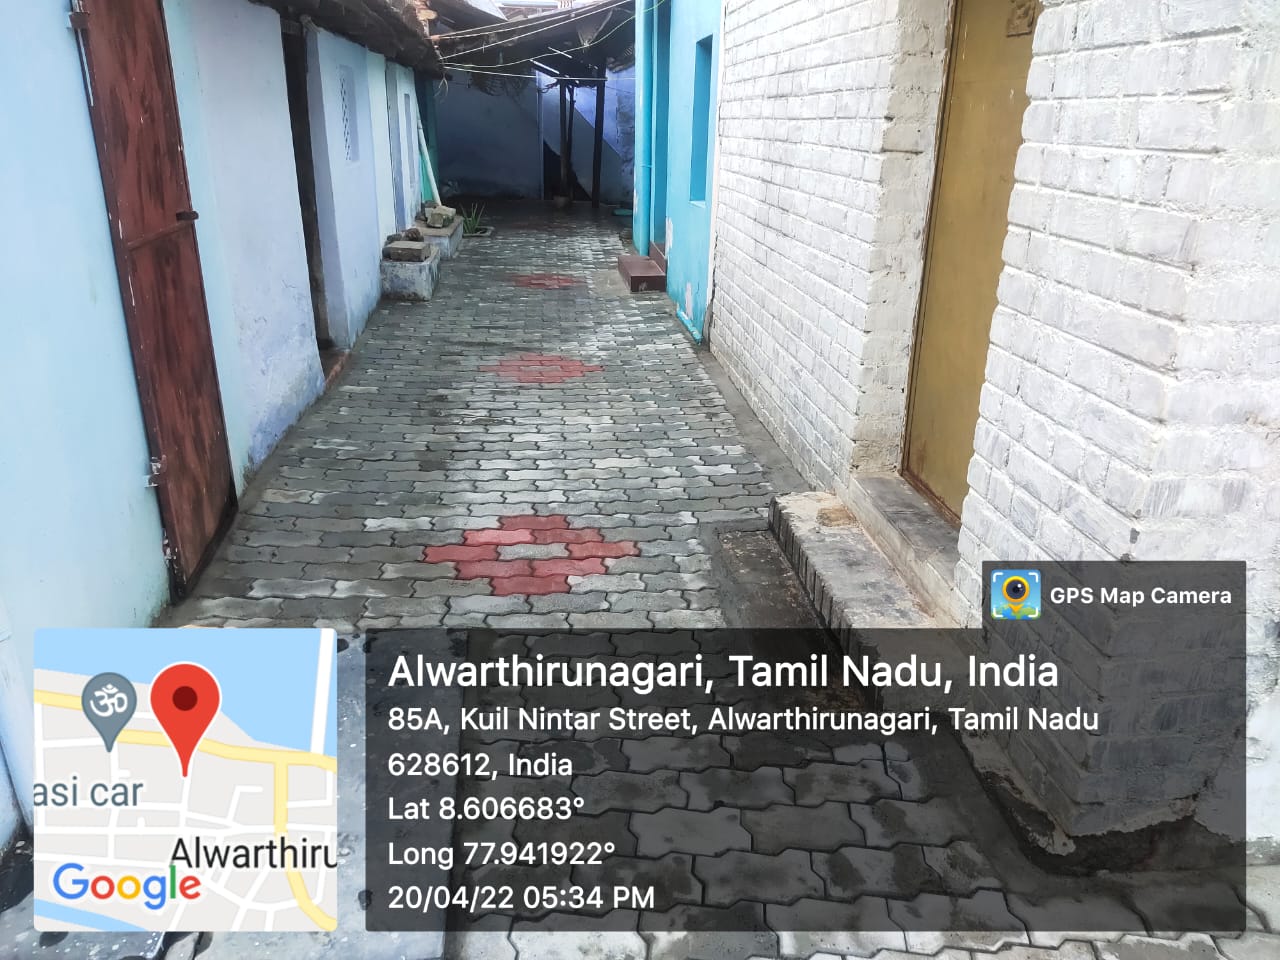 GPS Map Camera
Alwarthirunagari, Tamil Nadu, India
85A, Kuil Nintar Street, Alwarthirunagari, Tamil Nadu
628612, India
Lat 8.606683°
Long 77.941922°
20/04/22 05:34 PM
ॐ
asi car
Alwarthiru
Google